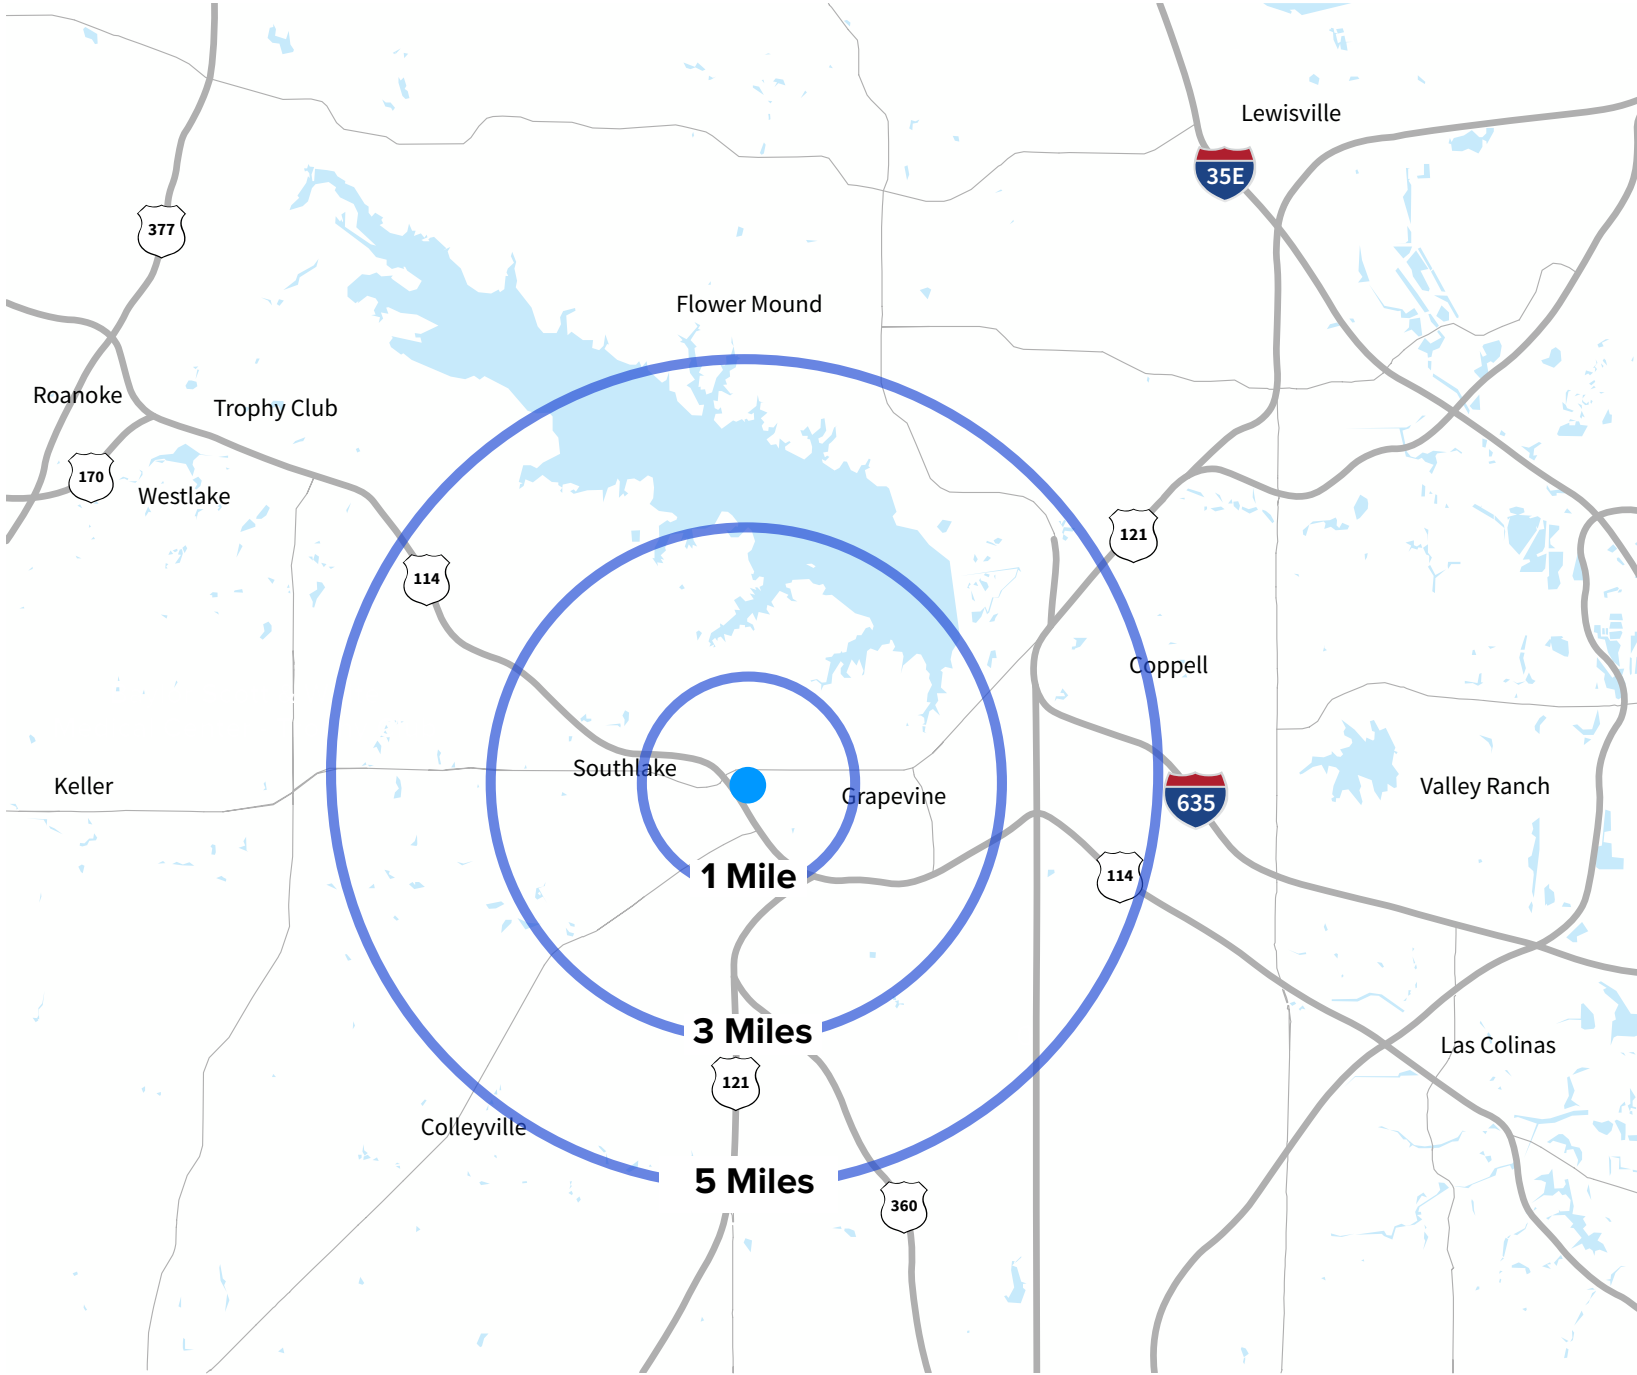 Lewisville
35E
377
Flower Mound
Roanoke
Trophy Club
170
Westlake
121
114
Coppell
Southlake
Keller
Grapevine
Valley Ranch
635
1 Mile
114
3 Miles
Las Colinas
121
Colleyville
5 Miles
360